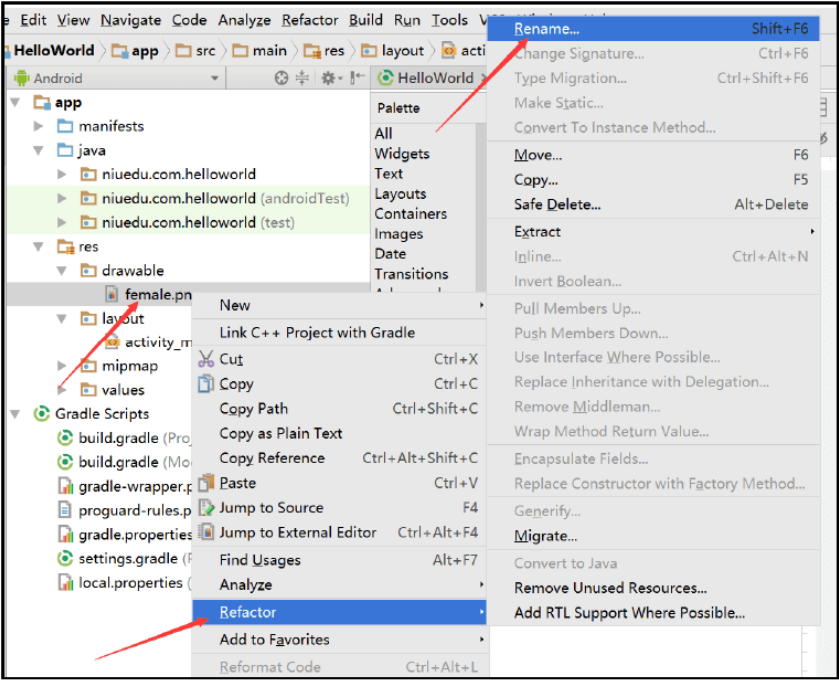 Edit View Navigate Code Analyze Refactor Build Run Tools
HelloWorld app src main res layout
Android
HelloWorld
app
manifests
java
niuedu.com.helloworld
niuedu.com.helloworld (androidTest)
niuedu.com.helloworld (test)
res
drawable
female.pn
layout
activity_m
mipmap
values
Gradle Scripts
build.gradle (Proj
build.gradle (Mo
gradle-wrapper.p
proguard-rules.p
gradle.properties
settings.gradle (P
local.properties (
Palette
All
Widgets
Text
Layouts
Containers
Images
Date
Transitions
New
Link C++ Project with Gradle
Cut Ctrl+X
Copy Ctrl+C
Copy Path Ctrl+Shift+C
Copy as Plain Text
Copy Reference Ctrl+Alt+Shift+C
Paste Ctrl+V
Jump to Source F4
Jump to External Editor Ctrl+Alt+F4
Find Usages Alt+F7
Analyze
Refactor
Add to Favorites
Reformat Code Ctrl+Alt+L
Rename... Shift+F6
Change Signature... Ctrl+F6
Type Migration... Ctrl+Shift+F6
Make Static...
Convert To Instance Method...
Move... F6
Copy... F5
Safe Delete... Alt+Delete
Extract
Inline... Ctrl+Alt+N
Invert Boolean...
Pull Members Up...
Push Members Down...
Use Interface Where Possible...
Replace Inheritance with Delegation...
Remove Middleman...
Wrap Method Return Value...
Encapsulate Fields...
Replace Constructor with Factory Method...
Generify...
Migrate...
Convert to Java
Remove Unused Resources...
Add RTL Support Where Possible...